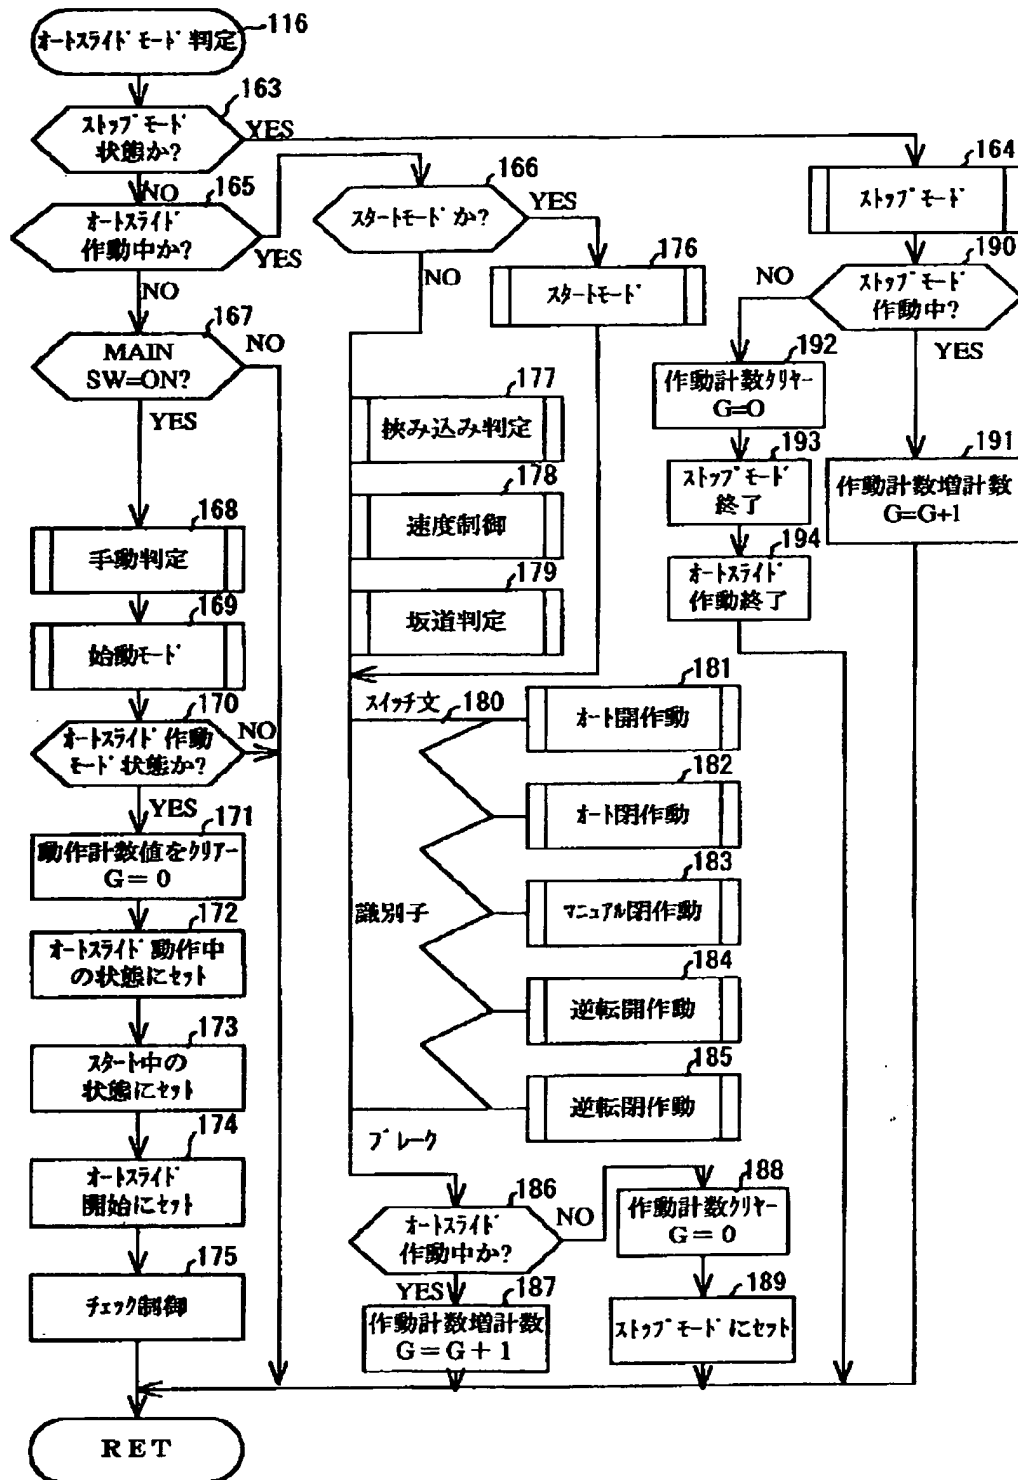 オートスライドモード判定
116
163
ストップモード
状態か?
YES
NO
165
オートスライド
作動中か?
YES
NO
167
MAIN
SW=ON?
NO
YES
168
手動判定
169
始動モード
170
オートスライド作動
モード状態か?
NO
YES
171
動作計数値をクリアー
G=0
172
オートスライド動作中
の状態にセット
173
スタート中の
状態にセット
174
オートスライド
開始にセット
175
チェック制御
RET
166
スタートモードか?
YES
NO
176
スタートモード
177
挟み込み判定
178
速度制御
179
坂道判定
スイッチ文
180
識別子
181
オート開作動
182
オート閉作動
183
マニュアル閉作動
184
逆転開作動
185
逆転閉作動
ブレーク
186
オートスライド
作動中か?
NO
YES
187
作動計数増計数
G=G+1
188
作動計数クリヤー
G=0
189
ストップモードにセット
164
ストップモード
190
ストップモード
作動中?
NO
YES
192
作動計数クリヤー
G=0
193
ストップモード
終了
194
オートスライド
作動終了
191
作動計数増計数
G=G+1